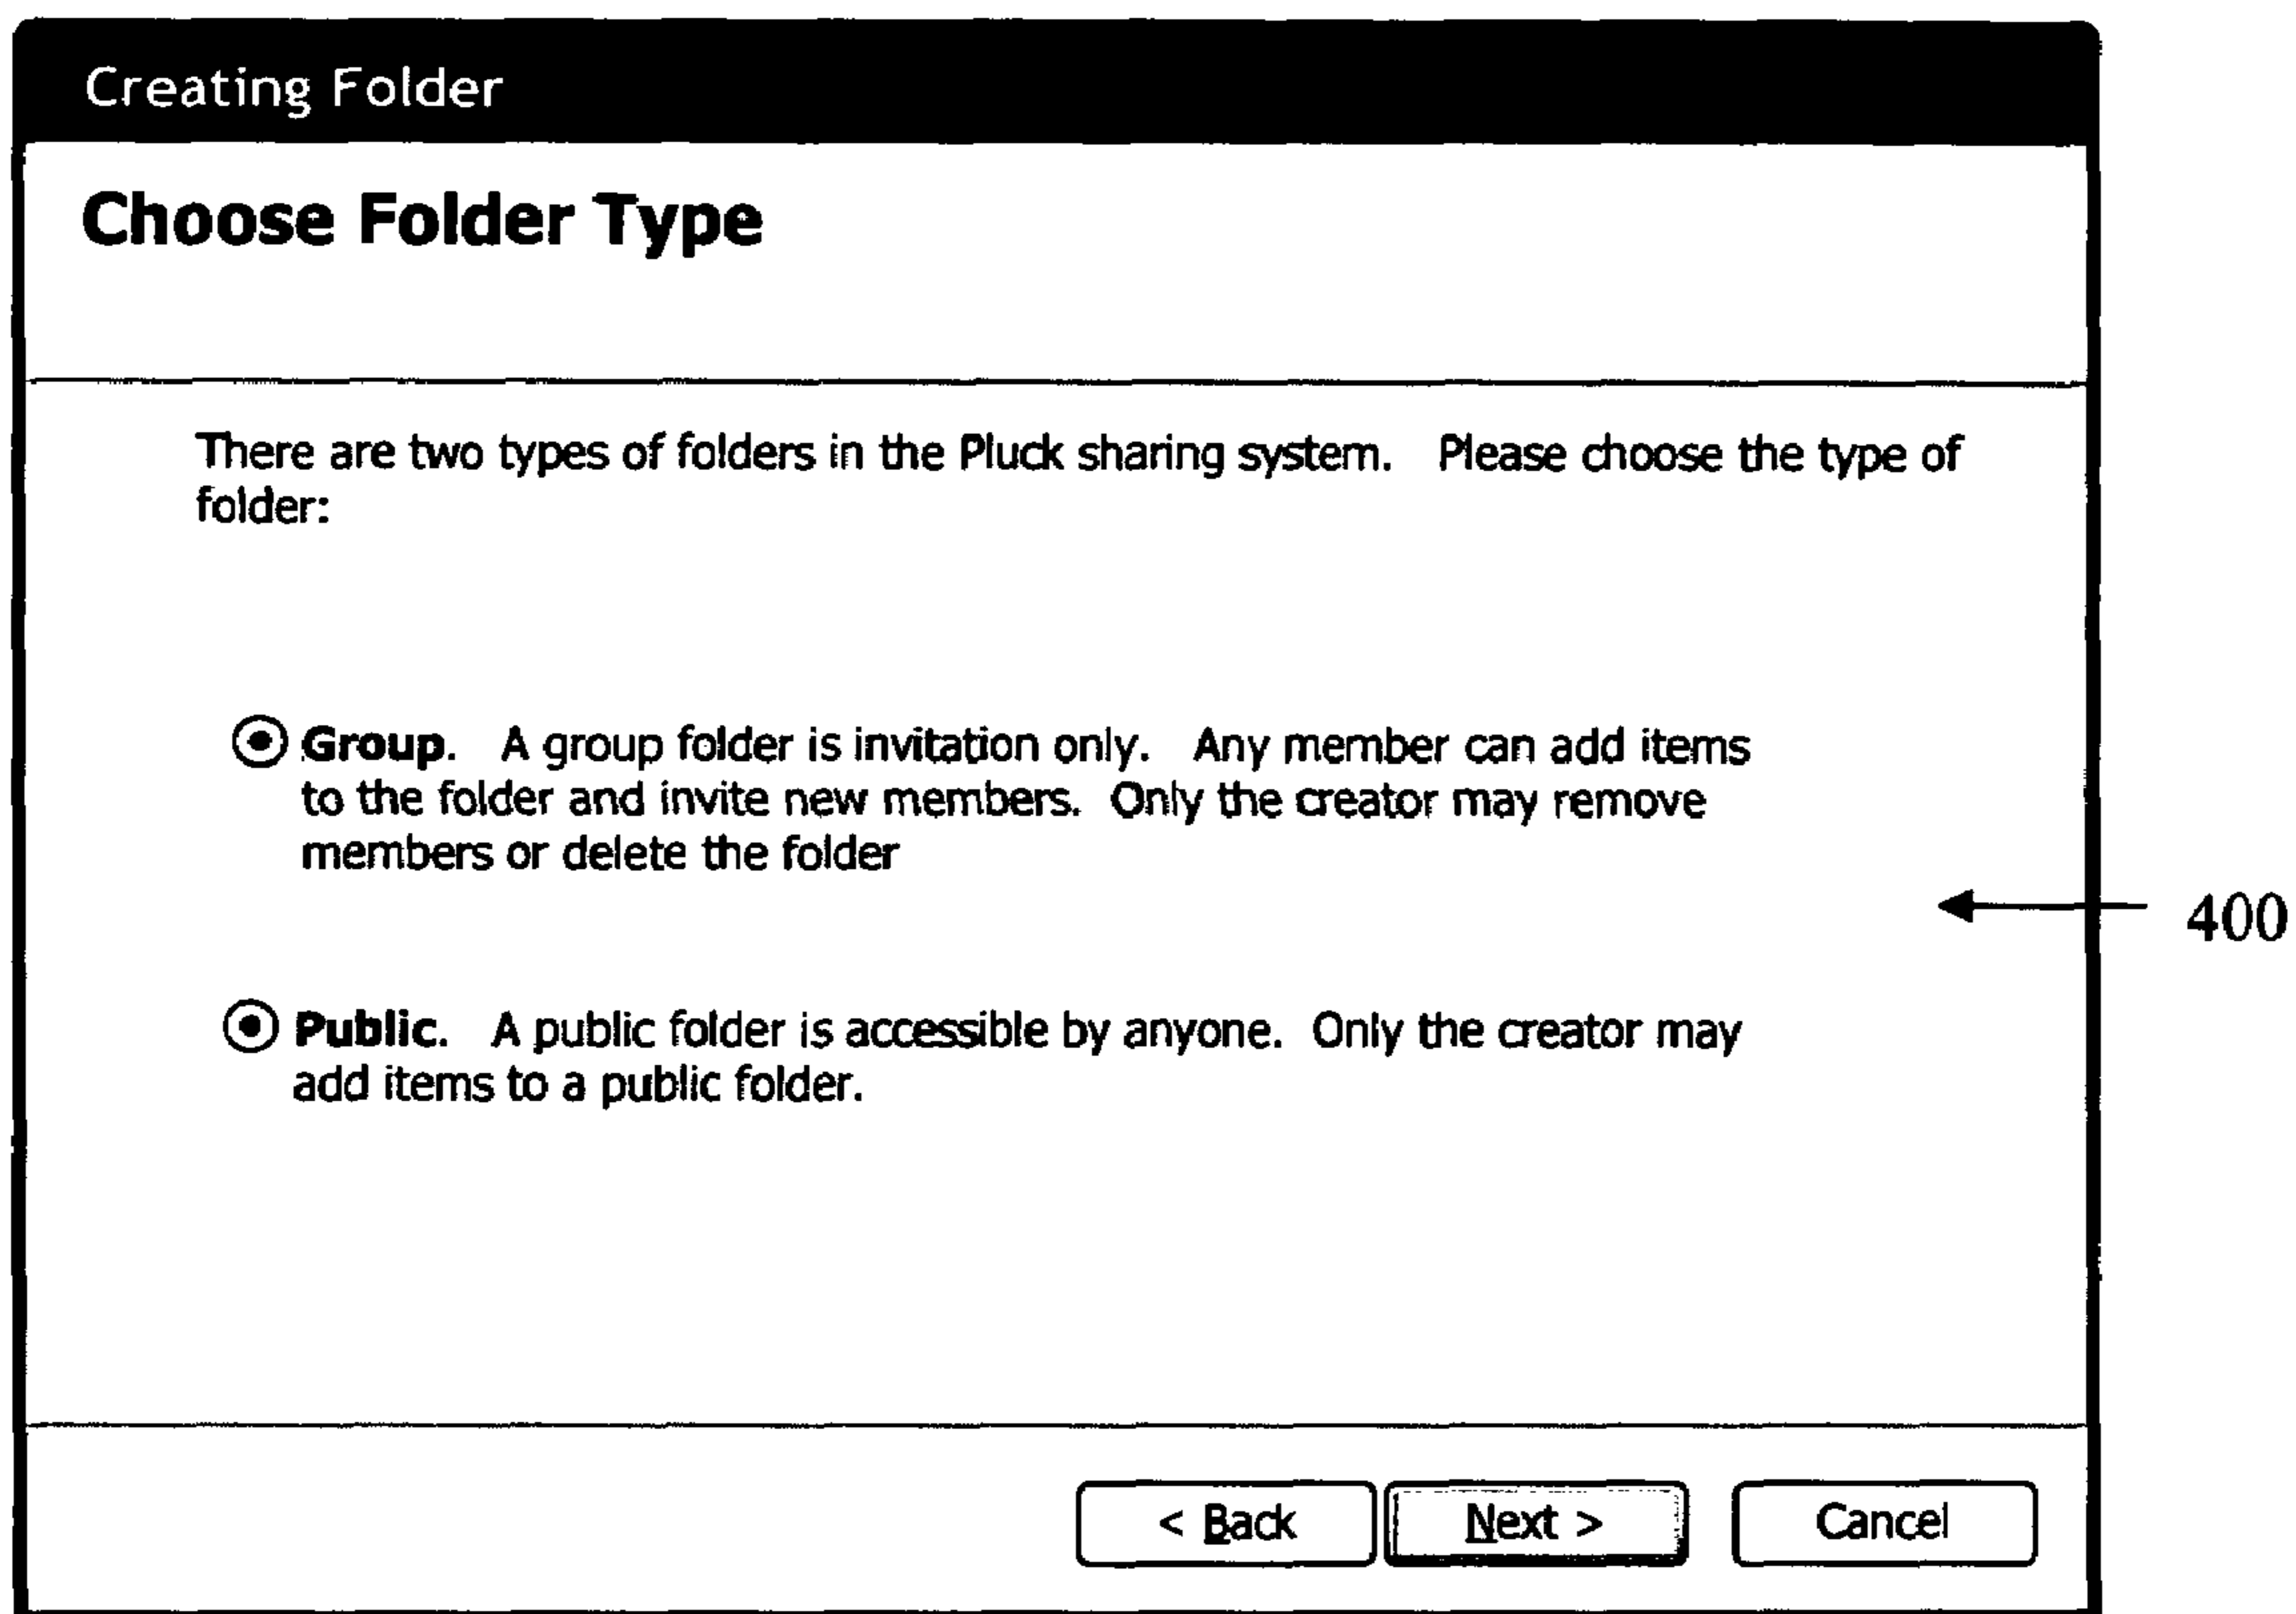 Creating Folder
Choose Folder Type
There are two types of folders in the Pluck sharing system. Please choose the type of
folder:
Group. A group folder is invitation only. Any member can add items
to the folder and invite new members. Only the creator may remove
members or delete the folder
400
Public. A public folder is accessible by anyone. Only the creator may
add items to a public folder.
< Back Next > Cancel